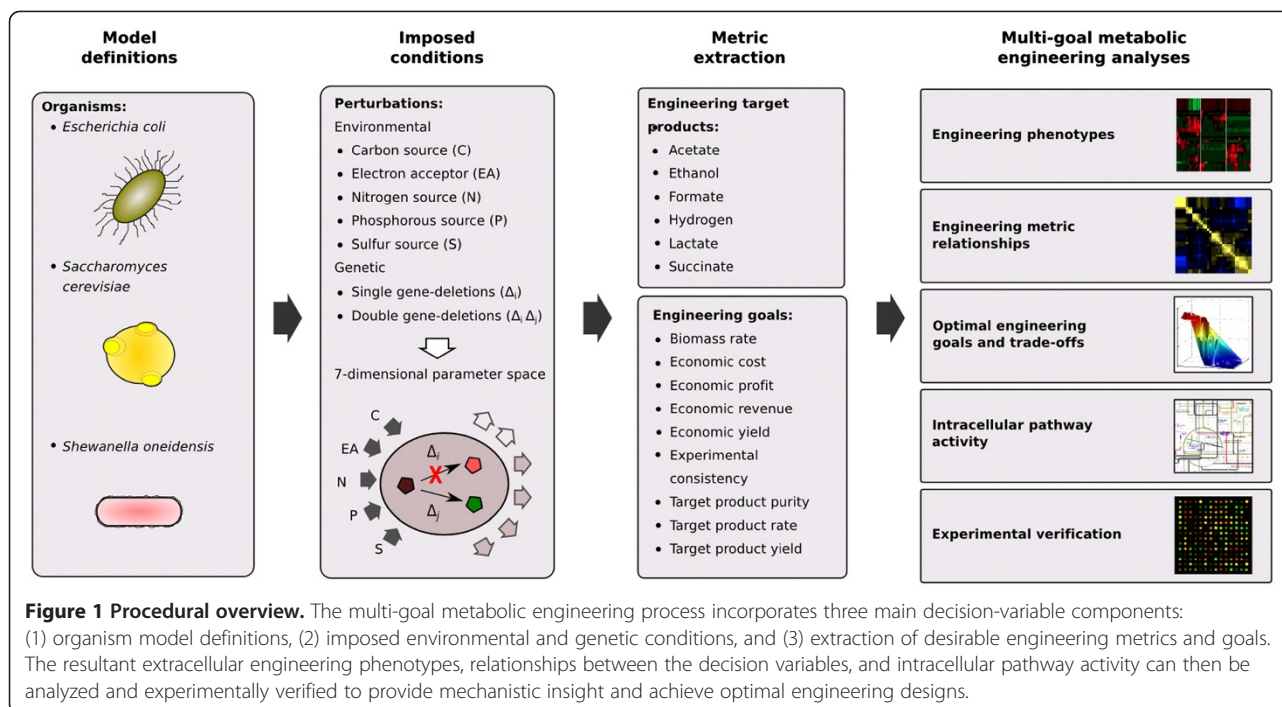 Model
definitions
Organisms:
• Escherichia coli
• Saccharomyces
cerevisiae
• Shewanella oneidensis
Imposed
conditions
Perturbations:
Environmental
• Carbon source (C)
• Electron acceptor (EA)
• Nitrogen source (N)
• Phosphorous source (P)
• Sulfur source (S)
Genetic
• Single gene-deletions (Δi)
• Double gene-deletions (Δi Δj)
7-dimensional parameter space
C
EA
N
P
S
Δi
X
Δj
Metric
extraction
Engineering target
products:
• Acetate
• Ethanol
• Formate
• Hydrogen
• Lactate
• Succinate
Engineering goals:
• Biomass rate
• Economic cost
• Economic profit
• Economic revenue
• Economic yield
• Experimental
consistency
• Target product purity
• Target product rate
• Target product yield
Multi-goal metabolic
engineering analyses
Engineering phenotypes
Engineering metric
relationships
Optimal engineering
goals and trade-offs
Intracellular pathway
activity
Experimental verification
Figure 1 Procedural overview. The multi-goal metabolic engineering process incorporates three main decision-variable components:
(1) organism model definitions, (2) imposed environmental and genetic conditions, and (3) extraction of desirable engineering metrics and goals.
The resultant extracellular engineering phenotypes, relationships between the decision variables, and intracellular pathway activity can then be
analyzed and experimentally verified to provide mechanistic insight and achieve optimal engineering designs.